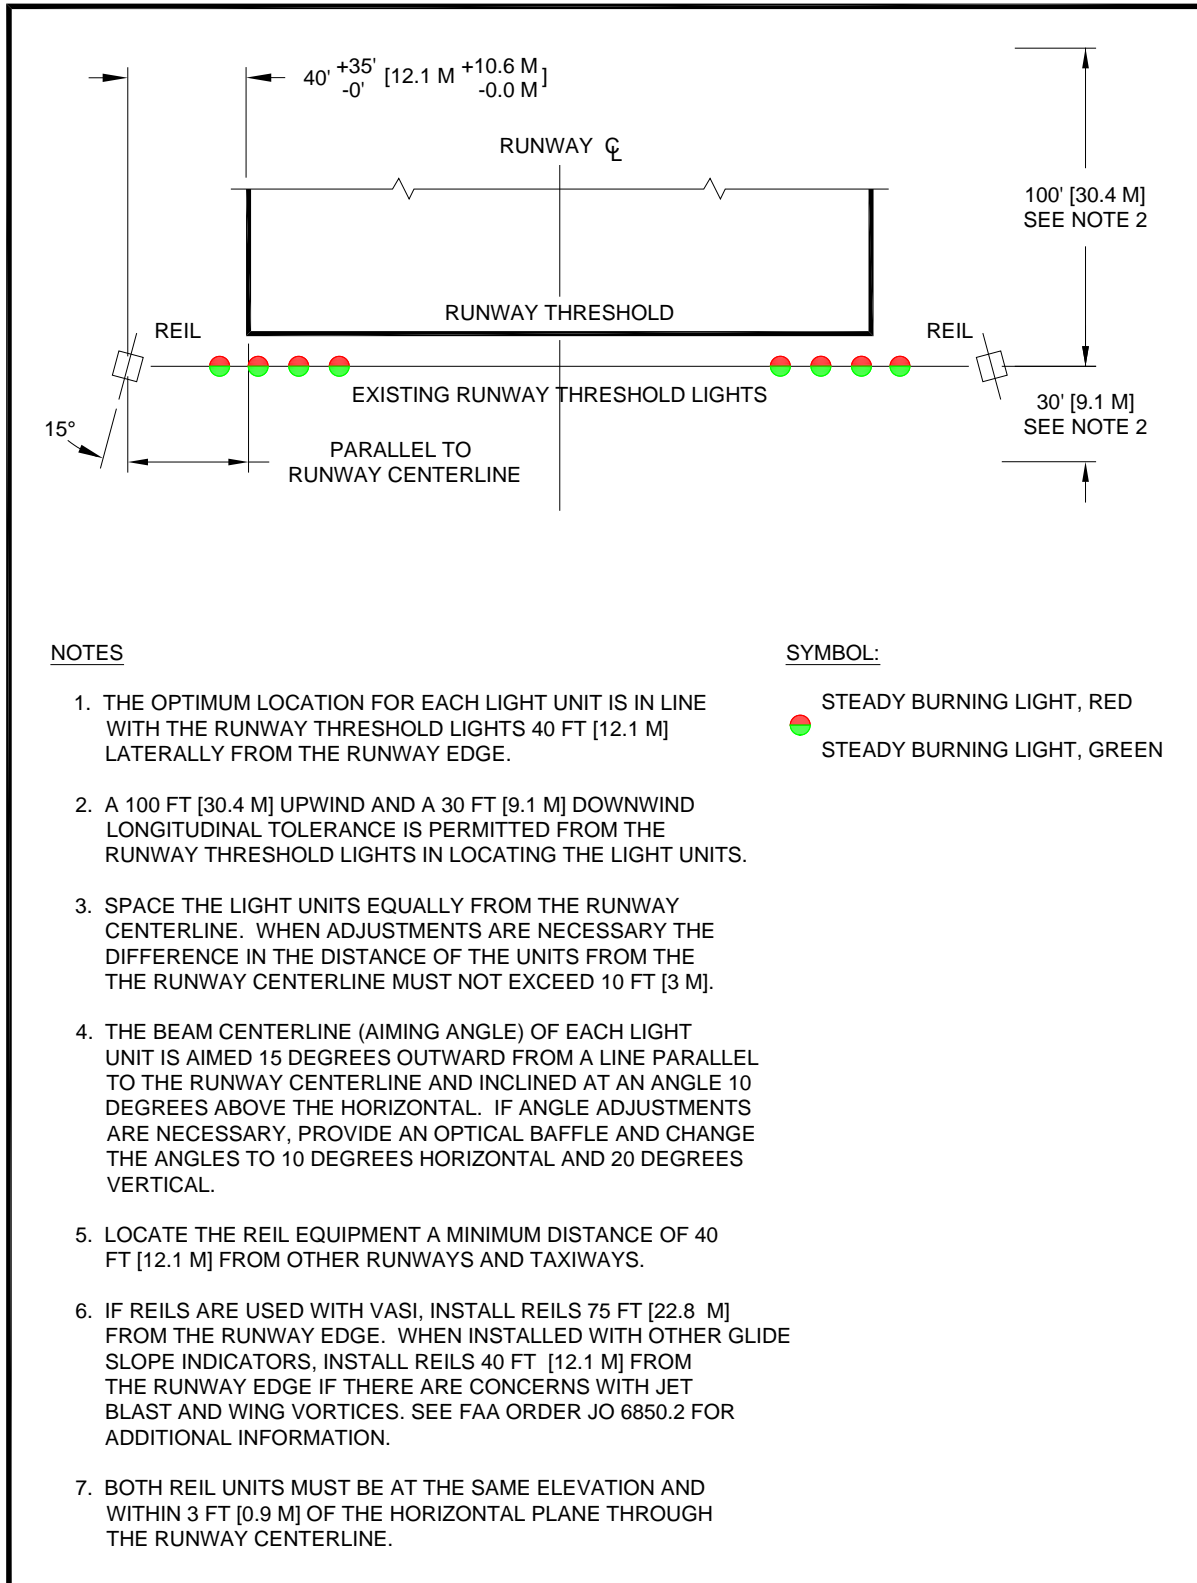 40' +35' -0' [12.1 M +10.6 M -0.0 M]
RUNWAY ℄
100' [30.4 M]
SEE NOTE 2
RUNWAY THRESHOLD
REIL
REIL
EXISTING RUNWAY THRESHOLD LIGHTS
30' [9.1 M]
SEE NOTE 2
15°
PARALLEL TO
RUNWAY CENTERLINE
NOTES
1. THE OPTIMUM LOCATION FOR EACH LIGHT UNIT IS IN LINE
WITH THE RUNWAY THRESHOLD LIGHTS 40 FT [12.1 M]
LATERALLY FROM THE RUNWAY EDGE.
2. A 100 FT [30.4 M] UPWIND AND A 30 FT [9.1 M] DOWNWIND
LONGITUDINAL TOLERANCE IS PERMITTED FROM THE
RUNWAY THRESHOLD LIGHTS IN LOCATING THE LIGHT UNITS.
3. SPACE THE LIGHT UNITS EQUALLY FROM THE RUNWAY
CENTERLINE. WHEN ADJUSTMENTS ARE NECESSARY THE
DIFFERENCE IN THE DISTANCE OF THE UNITS FROM THE
THE RUNWAY CENTERLINE MUST NOT EXCEED 10 FT [3 M].
4. THE BEAM CENTERLINE (AIMING ANGLE) OF EACH LIGHT
UNIT IS AIMED 15 DEGREES OUTWARD FROM A LINE PARALLEL
TO THE RUNWAY CENTERLINE AND INCLINED AT AN ANGLE 10
DEGREES ABOVE THE HORIZONTAL. IF ANGLE ADJUSTMENTS
ARE NECESSARY, PROVIDE AN OPTICAL BAFFLE AND CHANGE
THE ANGLES TO 10 DEGREES HORIZONTAL AND 20 DEGREES
VERTICAL.
5. LOCATE THE REIL EQUIPMENT A MINIMUM DISTANCE OF 40
FT [12.1 M] FROM OTHER RUNWAYS AND TAXIWAYS.
6. IF REILS ARE USED WITH VASI, INSTALL REILS 75 FT [22.8 M]
FROM THE RUNWAY EDGE. WHEN INSTALLED WITH OTHER GLIDE
SLOPE INDICATORS, INSTALL REILS 40 FT [12.1 M] FROM
THE RUNWAY EDGE IF THERE ARE CONCERNS WITH JET
BLAST AND WING VORTICES. SEE FAA ORDER JO 6850.2 FOR
ADDITIONAL INFORMATION.
7. BOTH REIL UNITS MUST BE AT THE SAME ELEVATION AND
WITHIN 3 FT [0.9 M] OF THE HORIZONTAL PLANE THROUGH
THE RUNWAY CENTERLINE.
SYMBOL:
STEADY BURNING LIGHT, RED
STEADY BURNING LIGHT, GREEN